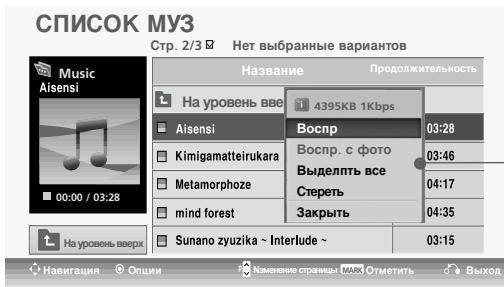 СПИСОК МУЗ
Стр. 2/3 Нет выбранные вариантов
Music
Aisensi
00:00 / 03:28
На уровень вверх
Название Продолжительность
На уровень вве
Aisensi 03:28
Kimigamatteirukara 03:46
Metamorphoze 04:17
mind forest 04:35
Sunano zyuzika ~ Interlude ~ 03:15
4395KB 1Kbps
Воспр
Воспр. с фото
Выделпть все
Стереть
Закрыть
Навигация Опции Nзменение страницы MARK Отметить Выход